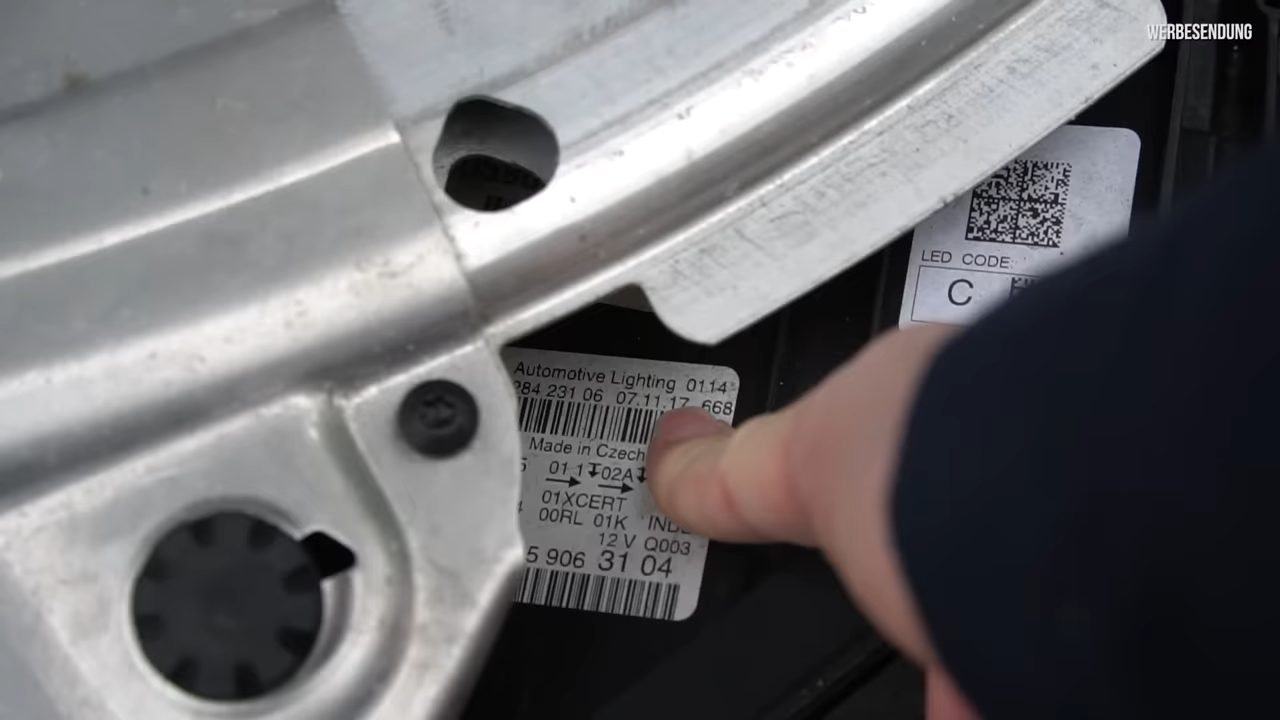 WERBESENDUNG
LED CODE:
C
Automotive Lighting 0114
284 231 06 07.11.17 668
Made in Czech
01 1 02A
01XCERT
00RL 01K
12 V Q003
5 906 31 04